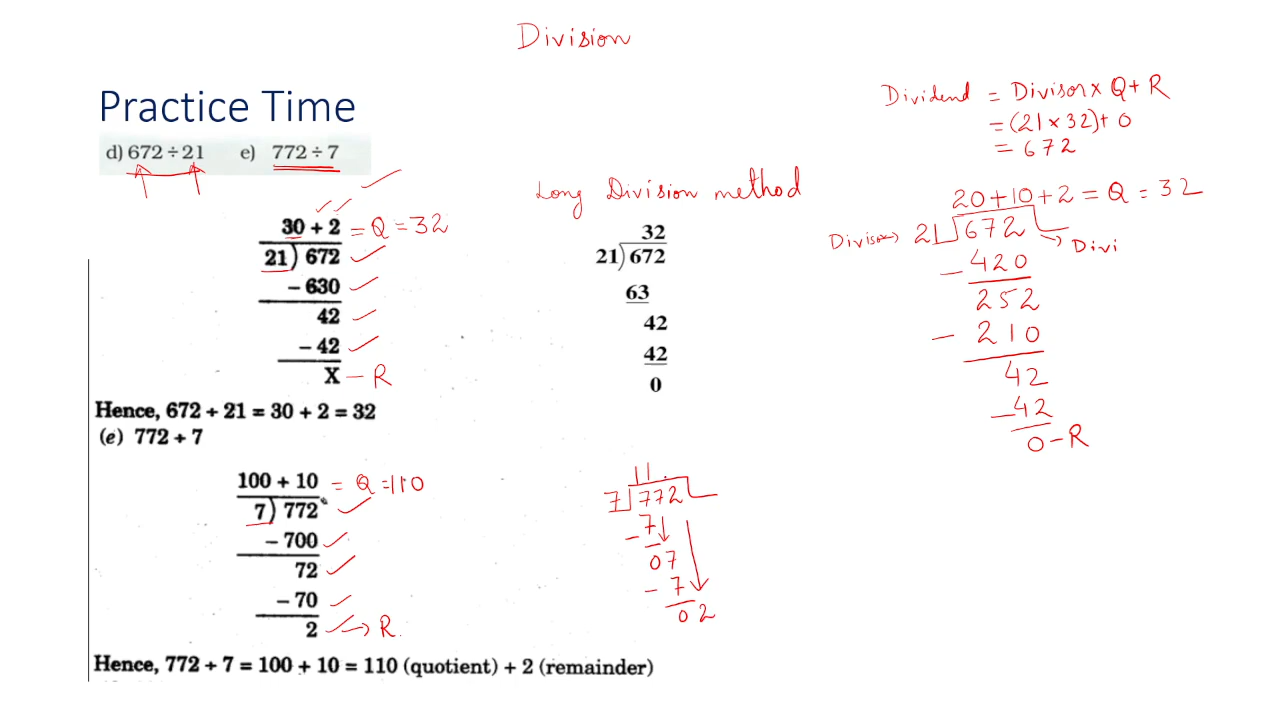 Division
Practice Time
d) 672 ÷ 21 e) 772 ÷ 7
30 + 2 = Q = 32
21 ) 672
- 630
42
- 42
X - R
Hence, 672 ÷ 21 = 30 + 2 = 32
(e) 772 ÷ 7
100 + 10 = Q = 110
7 ) 772
- 700
72
- 70
2 → R.
Hence, 772 ÷ 7 = 100 + 10 = 110 (quotient) + 2 (remainder)
Long Division method
32
21 ) 672
63
42
42
0
11
7 772
- 7
07
- 7
02
Dividend = Divisor x Q + R
= (21 x 32) + 0
= 672
20 + 10 + 2 = Q = 32
Divisor → 21 672 → Divi
- 420
252
- 210
42
- 42
0 - R